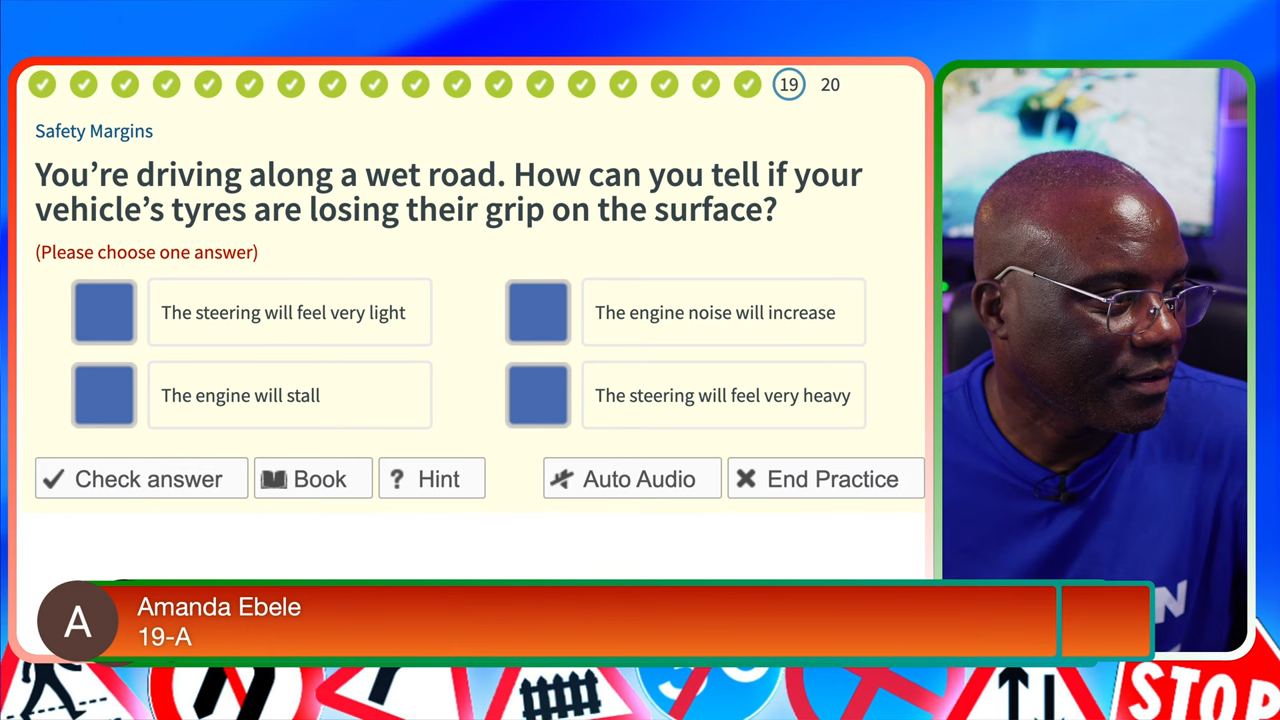 19 20
Safety Margins
You're driving along a wet road. How can you tell if your
vehicle's tyres are losing their grip on the surface?
(Please choose one answer)
The steering will feel very light
The engine noise will increase
The engine will stall
The steering will feel very heavy
Check answer
Book
? Hint
Auto Audio
End Practice
A
Amanda Ebele
19-A
STOP